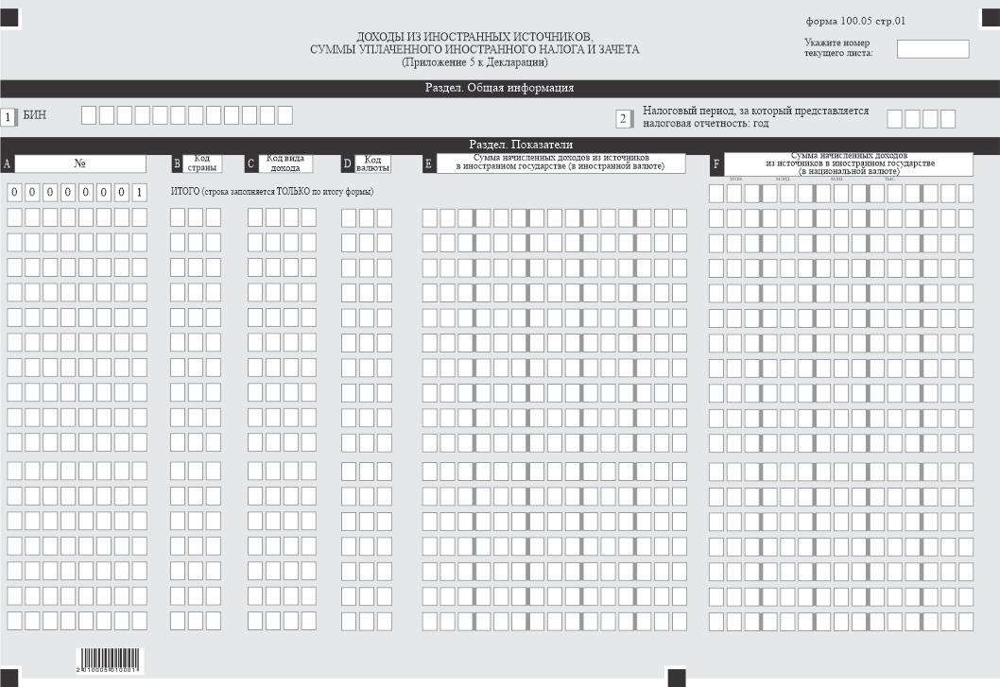 форма 100.05 стр.01
ДОХОДЫ ИЗ ИНОСТРАННЫХ ИСТОЧНИКОВ,
СУММЫ УПЛАЧЕННОГО ИНОСТРАННОГО НАЛОГА И ЗАЧЕТА
(Приложение 5 к Декларации)
Укажите номер
текущего листа:
Раздел. Общая информация
1 БИН
2 Налоговый период, за который представляется
налоговая отчетность: год
Раздел. Показатели
A №
B Код
страны
C Код вида
дохода
D Код
валюты
E Сумма начисленных доходов из источников
в иностранном государстве (в иностранной валюте)
F Сумма начисленных доходов
из источников в иностранном государстве
(в национальной валюте)
трлн. млрд. млн. тыс.
0 0 0 0 0 0 0 1 ИТОГО (строка заполняется ТОЛЬКО по итогу формы)
2 010005 010001